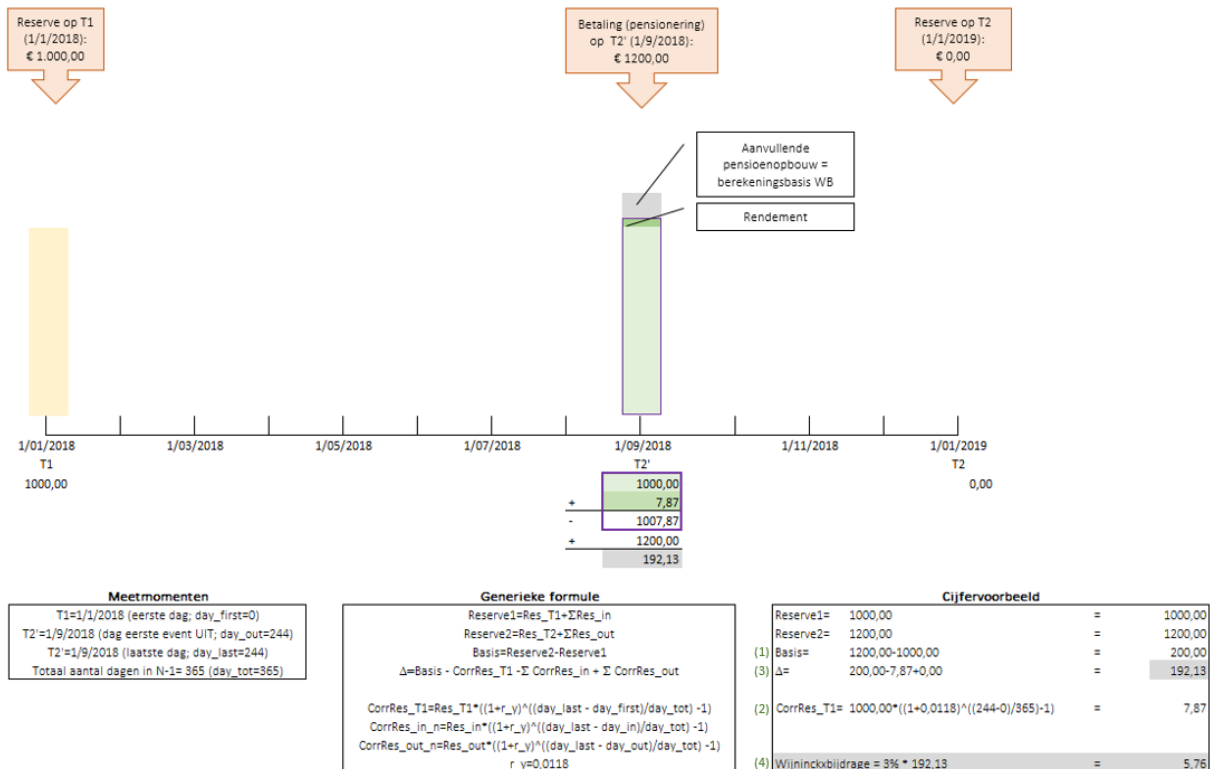 Reserve op T1
(1/1/2018):
€ 1.000,00
Betaling (pensionering)
op T2' (1/9/2018):
€ 1200,00
Reserve op T2
(1/1/2019):
€ 0,00
Aanvullende
pensioenopbouw =
berekeningsbasis WB
Rendement
1/01/2018
1/03/2018
1/05/2018
1/07/2018
1/09/2018
1/11/2018
1/01/2019
T1
T2'
T2
1000,00
1000,00
0,00
+ 7,87
- 1007,87
+ 1200,00
192,13
Meetmomenten
T1=1/1/2018 (eerste dag; day_first=0)
T2'=1/9/2018 (dag eerste event UIT; day_out=244)
T2'=1/9/2018 (laatste dag; day_last=244)
Totaal aantal dagen in N-1= 365 (day_tot=365)
Generieke formule
Reserve1=Res_T1+ΣRes_in
Reserve2=Res_T2+ΣRes_out
Basis=Reserve2-Reserve1
Δ=Basis - CorrRes_T1 -Σ CorrRes_in + Σ CorrRes_out
CorrRes_T1=Res_T1*((1+r_y)^((day_last - day_first)/day_tot) -1)
CorrRes_in_n=Res_in*((1+r_y)^((day_last - day_in)/day_tot) -1)
CorrRes_out_n=Res_out*((1+r_y)^((day_last - day_out)/day_tot) -1)
r_y=0,0118
Cijfervoorbeeld
Reserve1= 1000,00 = 1000,00
Reserve2= 1200,00 = 1200,00
(1) Basis= 1200,00-1000,00 = 200,00
(3) Δ= 200,00-7,87+0,00 = 192,13
(2) CorrRes_T1= 1000,00*((1+0,0118)^((244-0)/365)-1) = 7,87
(4) Wijninckxbijdrage = 3% * 192,13 = 5,76